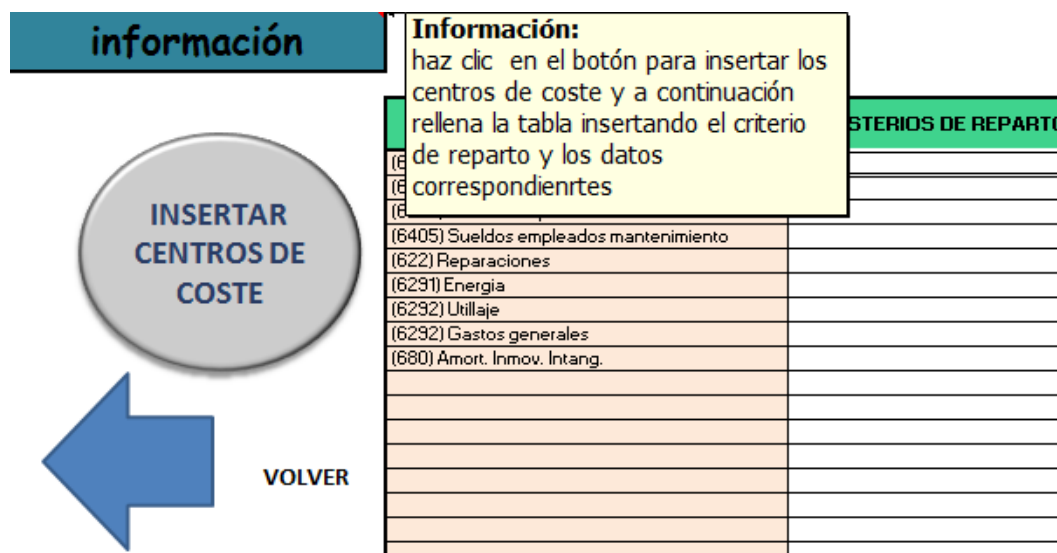 información
Información:
haz clic en el botón para insertar los
centros de coste y a continuación
rellena la tabla insertando el criterio
de reparto y los datos
correspondienrtes
STERIOS DE REPARTO
INSERTAR
CENTROS DE
COSTE
(6405) Sueldos empleados mantenimiento
(622) Reparaciones
(6291) Energia
(6292) Utillaje
(6292) Gastos generales
(680) Amort. Inmov. Intang.
VOLVER